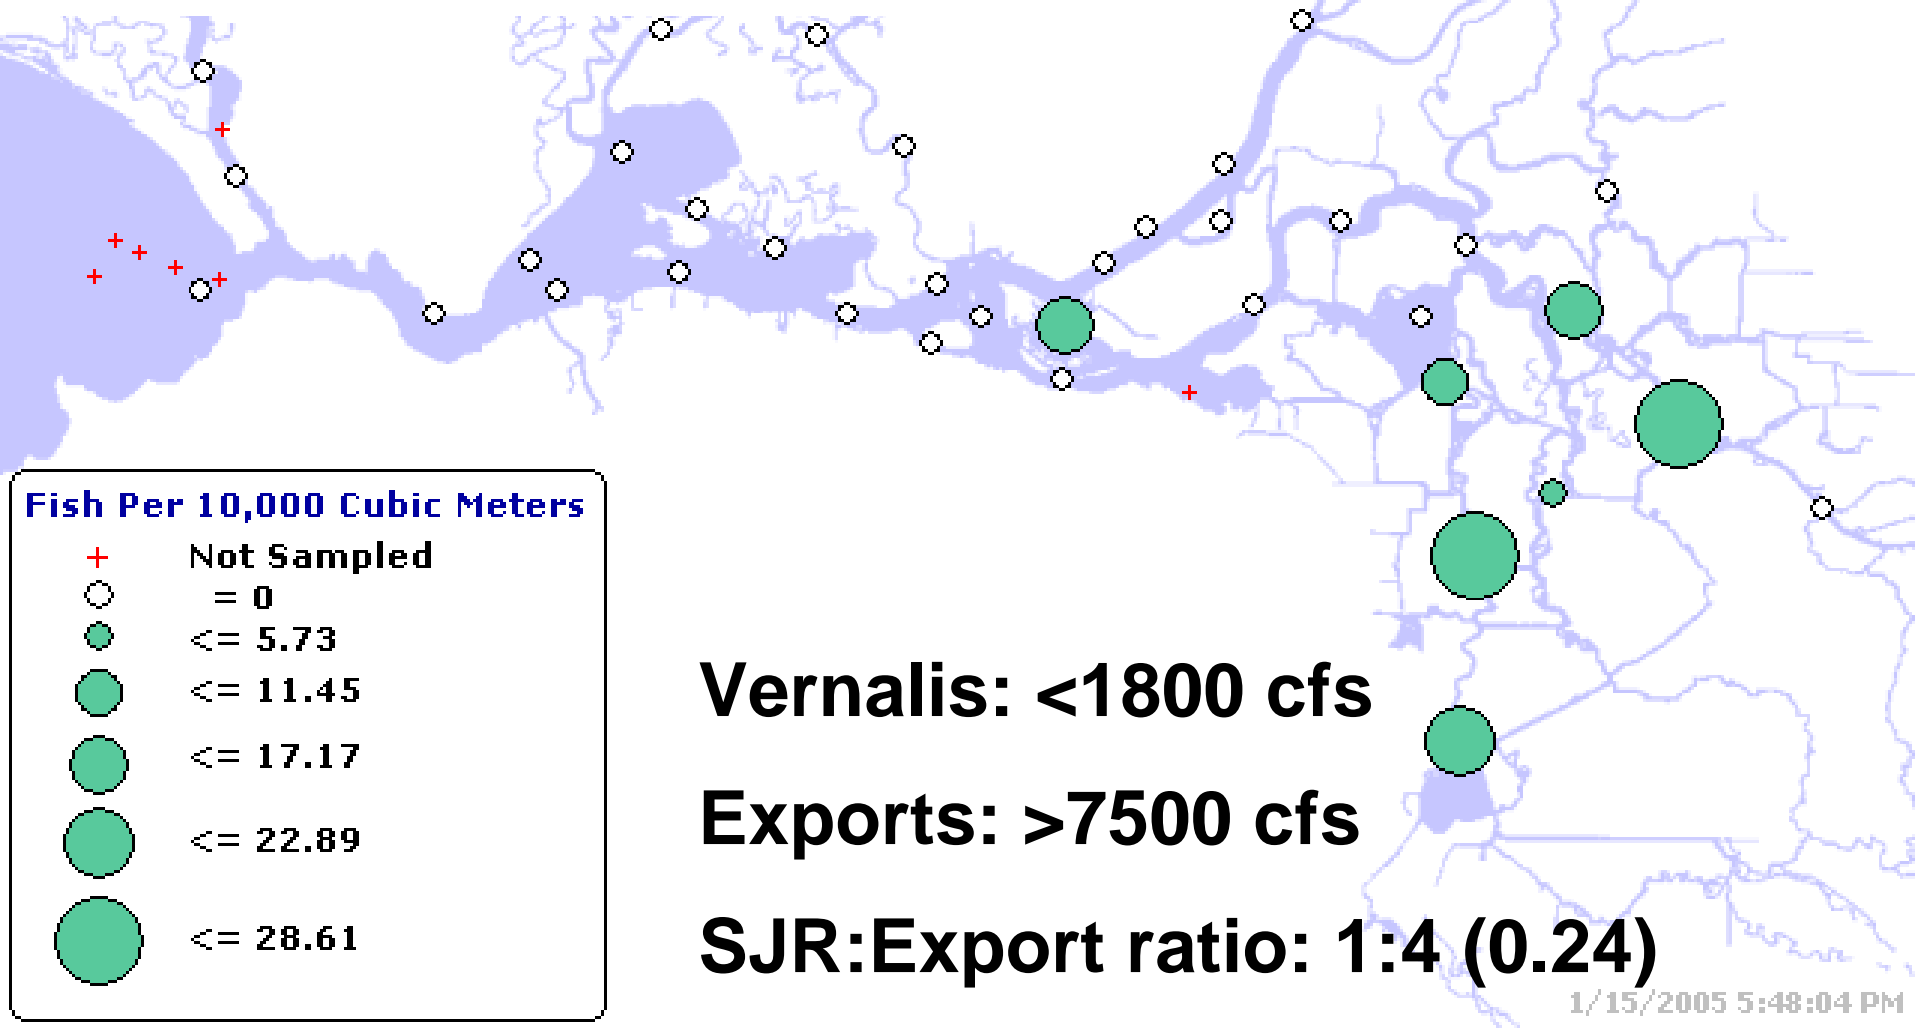 Fish Per 10,000 Cubic Meters
Not Sampled
= 0
<= 5.73
<= 11.45
<= 17.17
<= 22.89
<= 28.61
Vernalis: <1800 cfs
Exports: >7500 cfs
SJR:Export ratio: 1:4 (0.24)
1/15/2005 5:48:04 PM